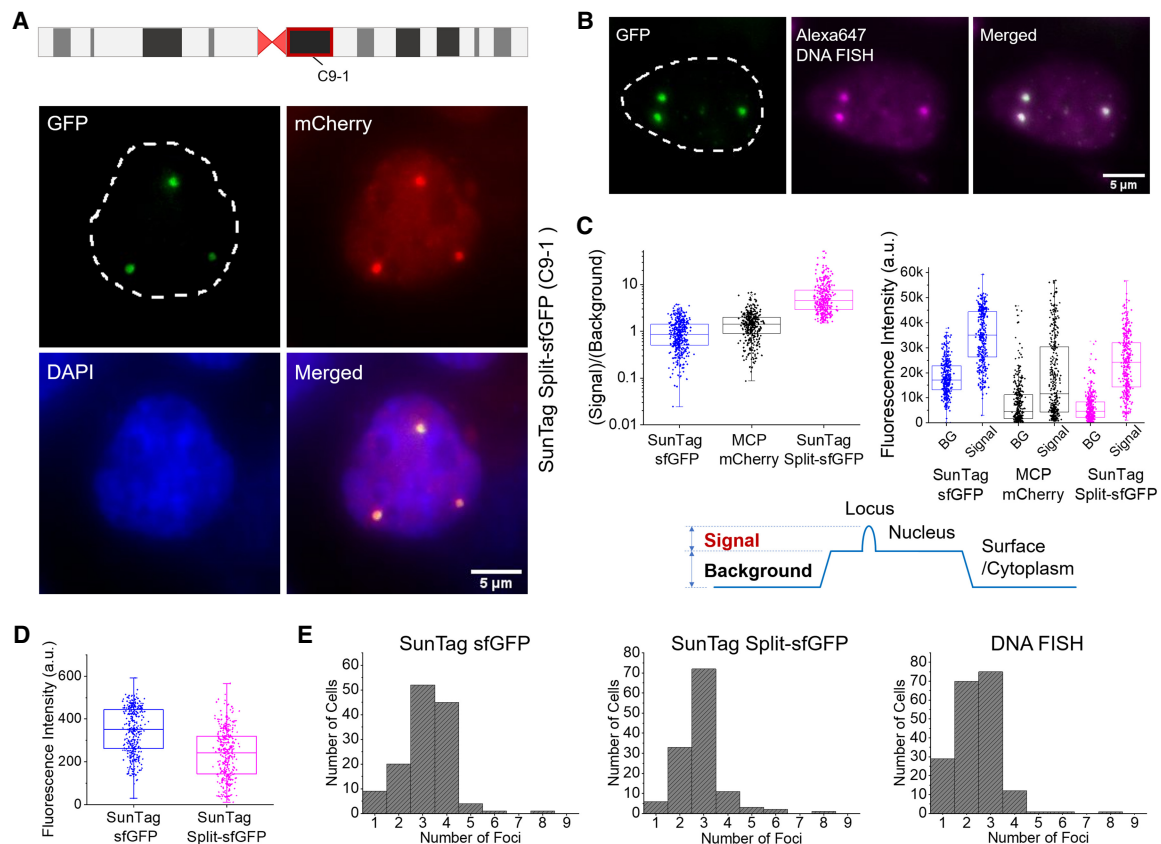 A
C9-1
GFP
mCherry
DAPI
Merged
5 µm
SunTag Split-sfGFP (C9-1 )
B
GFP
Alexa647
DNA FISH
Merged
5 µm
C
(Signal)/(Background)
10
1
0.1
0.01
SunTag
sfGFP
MCP
mCherry
SunTag
Split-sfGFP
Fluorescence Intensity (a.u.)
60k
50k
40k
30k
20k
10k
0
BG
Signal
BG
Signal
BG
Signal
SunTag
sfGFP
MCP
mCherry
SunTag
Split-sfGFP
Locus
Signal
Nucleus
Background
Surface
/Cytoplasm
D
Fluorescence Intensity (a.u.)
600
400
200
0
SunTag
sfGFP
SunTag
Split-sfGFP
E
SunTag sfGFP
Number of Cells
60
50
40
30
20
10
0
1 2 3 4 5 6 7 8 9
Number of Foci
SunTag Split-sfGFP
Number of Cells
80
70
60
50
40
30
20
10
0
1 2 3 4 5 6 7 8 9
Number of Foci
DNA FISH
Number of Cells
80
70
60
50
40
30
20
10
0
1 2 3 4 5 6 7 8 9
Number of Foci